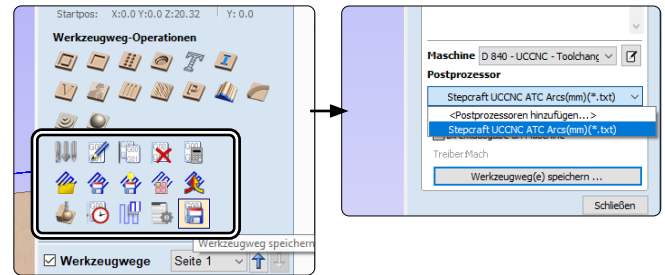 Startpos: X:0.0 Y:0.0 Z:20.32 Y: 0.0
Werkzeugweg-Operationen
Werkzeugweg speichern
Werkzeugwege Seite 1
Maschine D 840 - UCCNC - Toolchang
Postprozessor
Stepcraft UCCNC ATC Arcs(mm)(*.txt)
<Postprozessoren hinzufügen...>
Stepcraft UCCNC ATC Arcs(mm)(*.txt)
Treiber:Mach
Werkzeugweg(e) speichern ...
Schließen